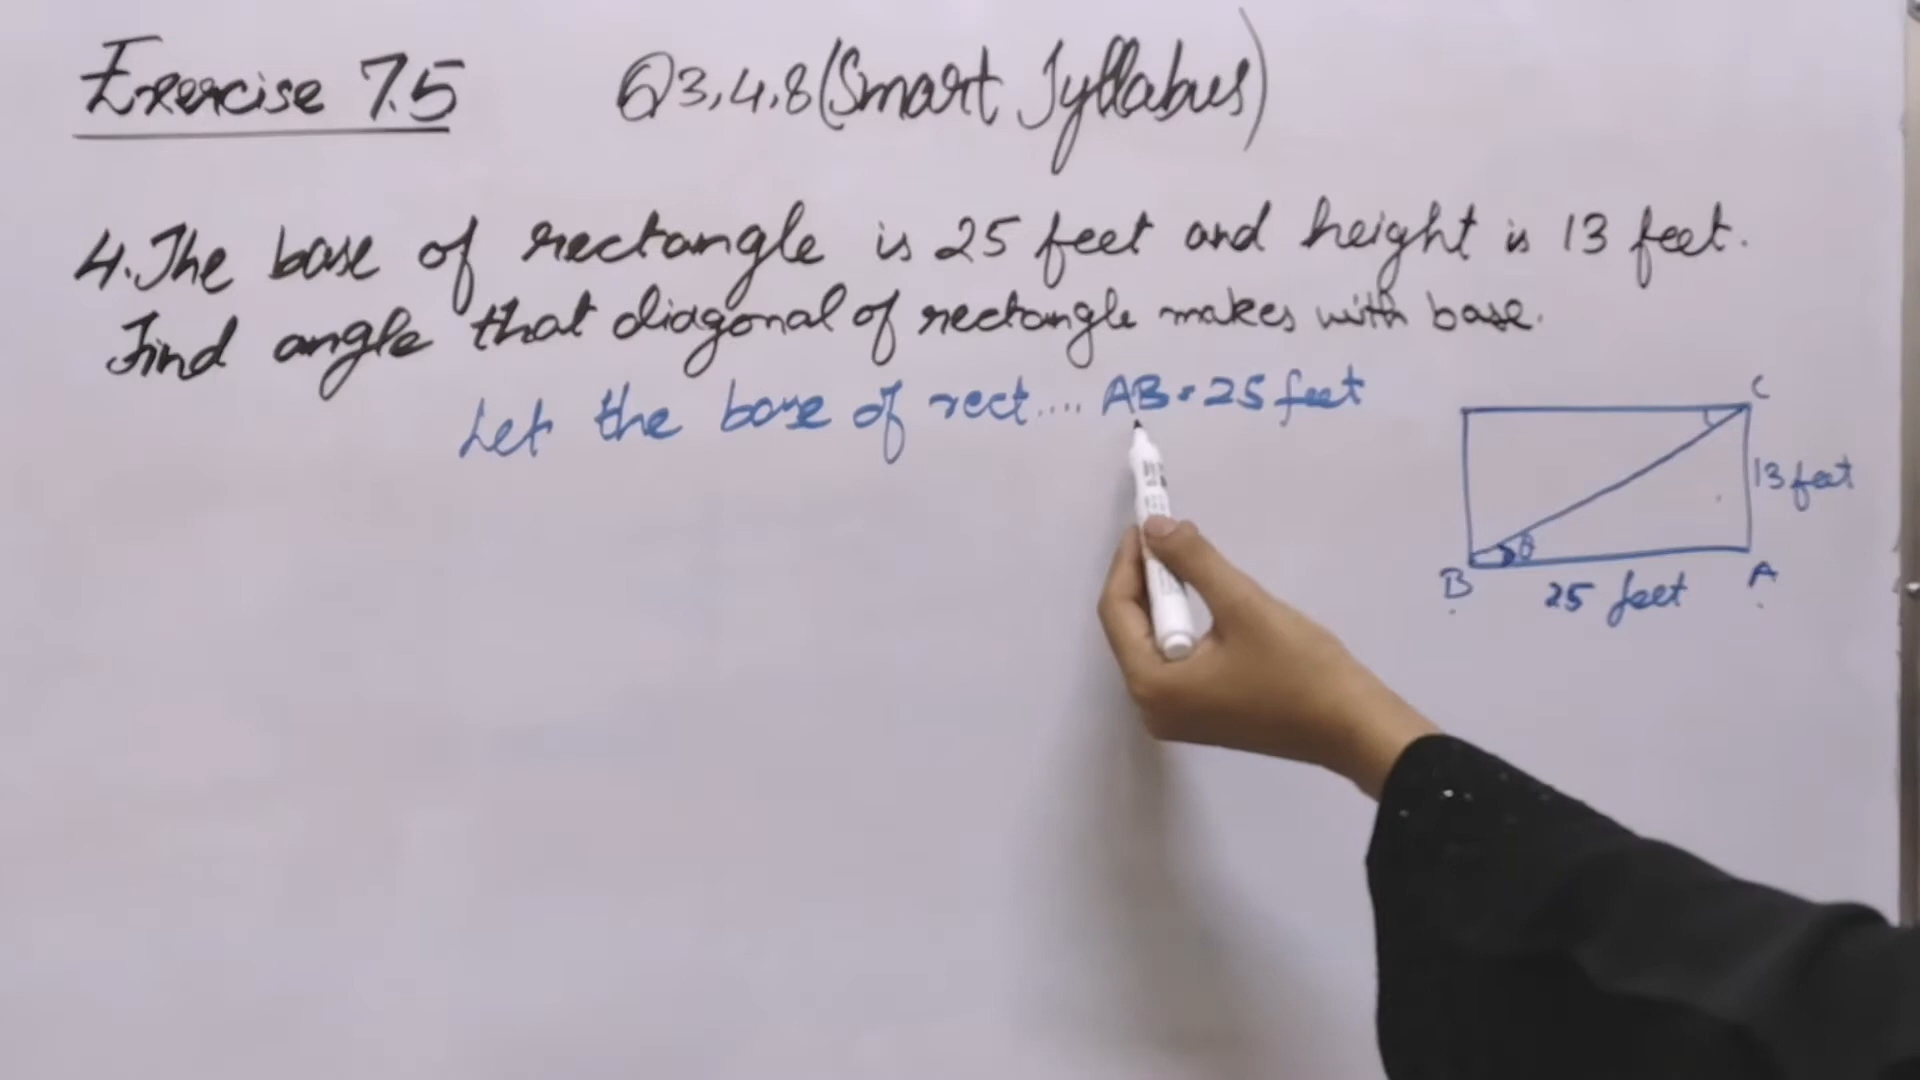 Exercise 7.5 Q3,4,8 (Smart Syllabus)
4. The base of rectangle is 25 feet and height is 13 feet.
Find angle that diagonal of rectangle makes with base.
Let the base of rect.... AB = 25 feet
C
13 feet
θ
B A
25 feet